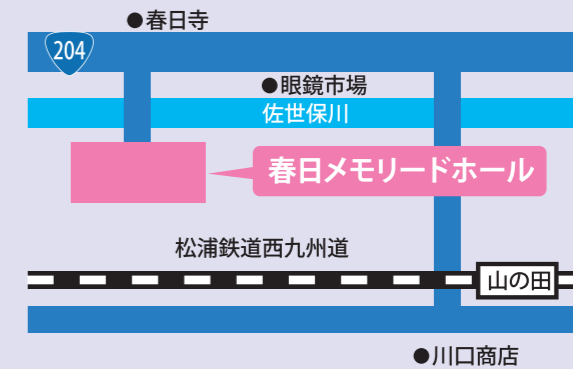 ●春日寺
204
●眼鏡市場
佐世保川
春日メモリードホール
松浦鉄道西九州道
山の田
●川口商店